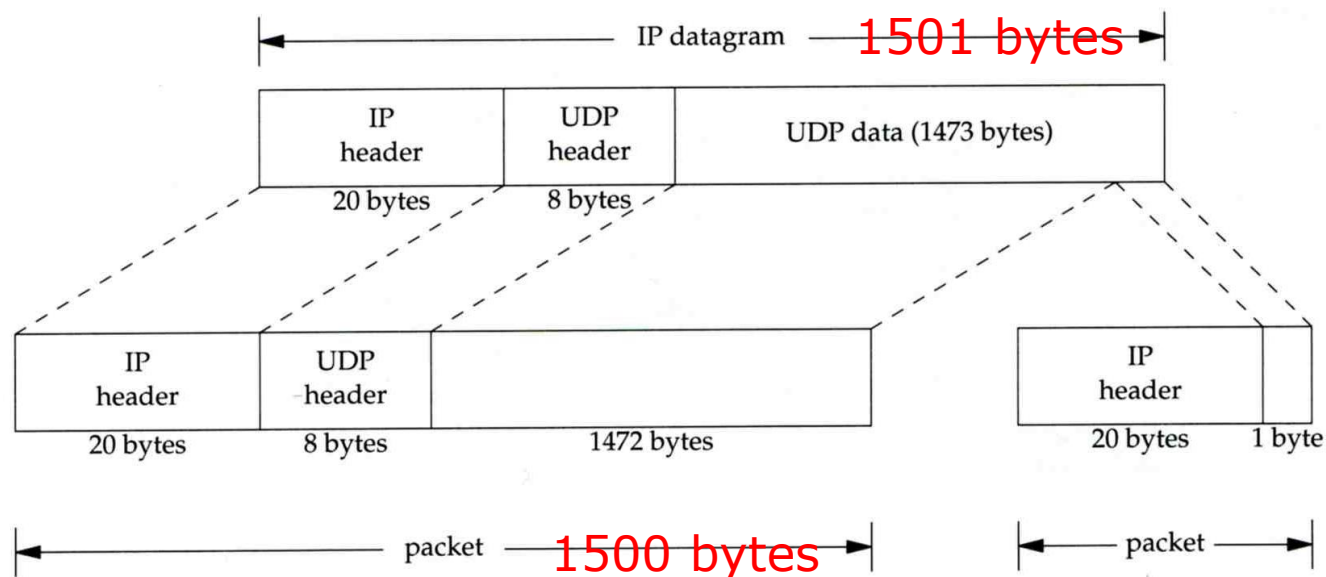 IP datagram 1501 bytes
IP header
UDP header
UDP data (1473 bytes)
20 bytes
8 bytes
IP header
UDP header
IP header
20 bytes
8 bytes
1472 bytes
20 bytes
1 byte
packet 1500 bytes
packet